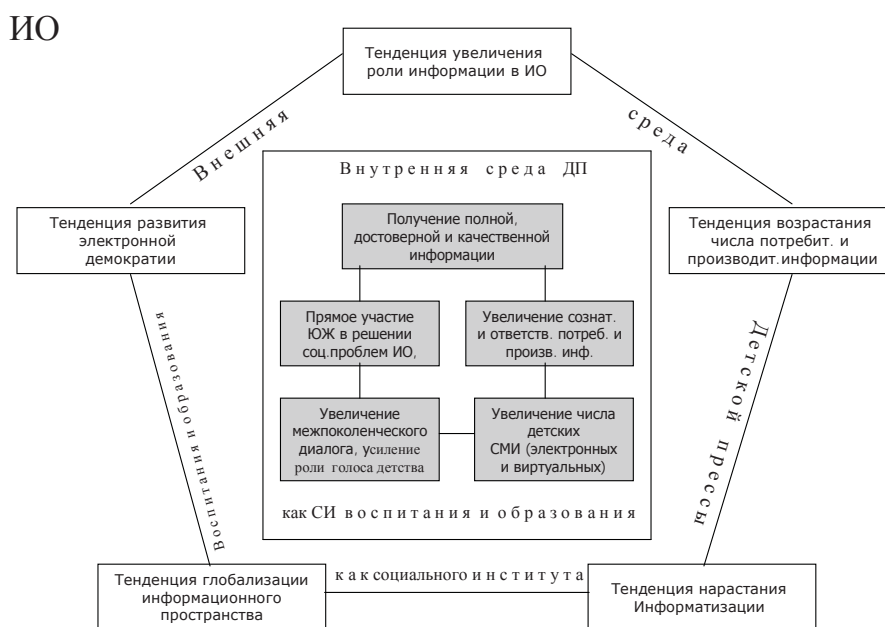 ИО
Тенденция увеличения
роли информации в ИО
Внешняя
среда
Внутренняя среда ДП
Получение полной,
достоверной и качественной
информации
Тенденция развития
электронной
демократии
Тенденция возрастания
числа потребит. и
производит.информации
Прямое участие
ЮЖ в решении
соц.проблем ИО,
Увеличение сознат.
и ответств. потреб. и
произв. инф.
Увеличение
межпоколенческого
диалога, усиление
роли голоса детства
Увеличение числа
детских
СМИ (электронных
и виртуальных)
Воспитания и образования
Детской прессы
как СИ воспитания и образования
Тенденция глобализации
информационного
пространства
как социального института
Тенденция нарастания
Информатизации